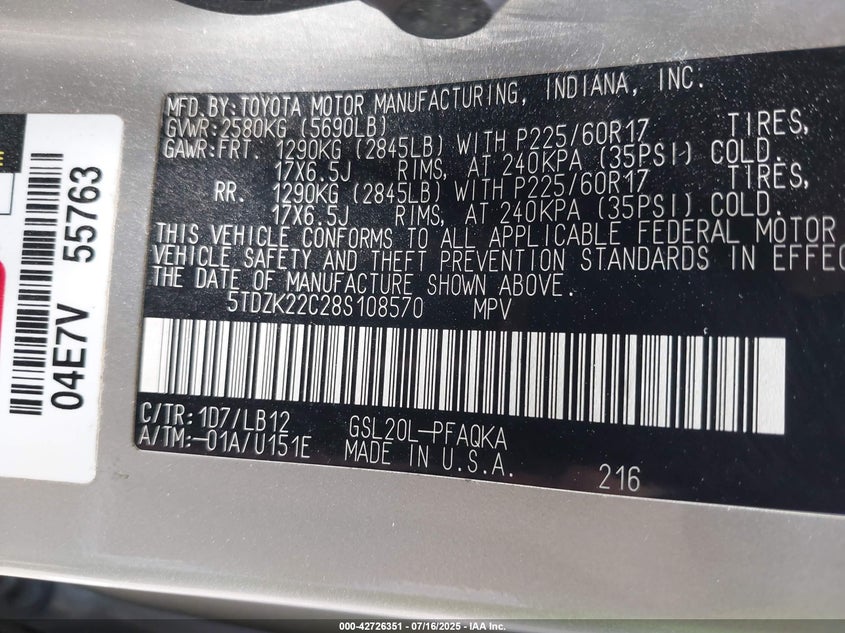 MFD.BY:TOYOTA MOTOR MANUFACTURING, INDIANA, INC.
GVWR:2580KG (5690LB)
GAWR:FRT. 1290KG (2845LB) WITH P225/60R17 TIRES,
17X6.5J RIMS, AT 240KPA (35PSI) COLD.
RR. 1290KG (2845LB) WITH P225/60R17 TIRES,
17X6.5J RIMS, AT 240KPA (35PSI) COLD.
THIS VEHICLE CONFORMS TO ALL APPLICABLE FEDERAL MOTOR
VEHICLE SAFETY AND THEFT PREVENTION STANDARDS IN EFFEC
THE DATE OF MANUFACTURE SHOWN ABOVE.
5TDZK22C28S108570 MPV
C/TR:1D7/LB12 GSL20L-PFAQKA
A/TM:-01A/U151E MADE IN U.S.A.
216
04E7V 55763
000-42726351 - 07/16/2025 - IAA Inc.